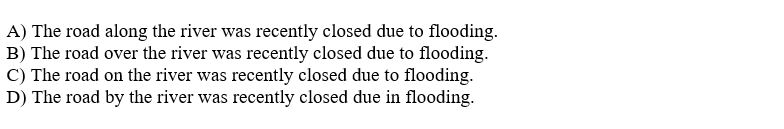 A) The road along the river was recently closed due to flooding.
B) The road over the river was recently closed due to flooding.
C) The road on the river was recently closed due to flooding.
D) The road by the river was recently closed due in flooding.